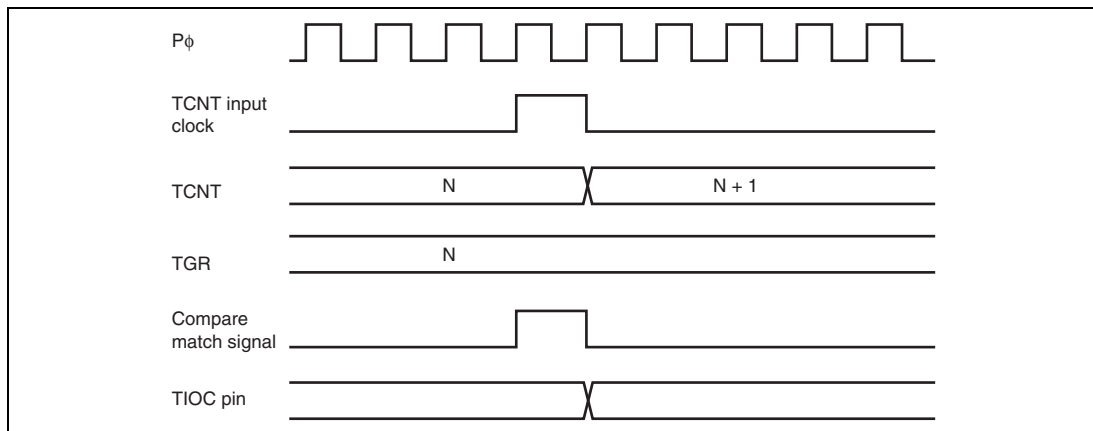 Pϕ
TCNT input
clock
TCNT
N
N + 1
TGR
N
Compare
match signal
TIOC pin